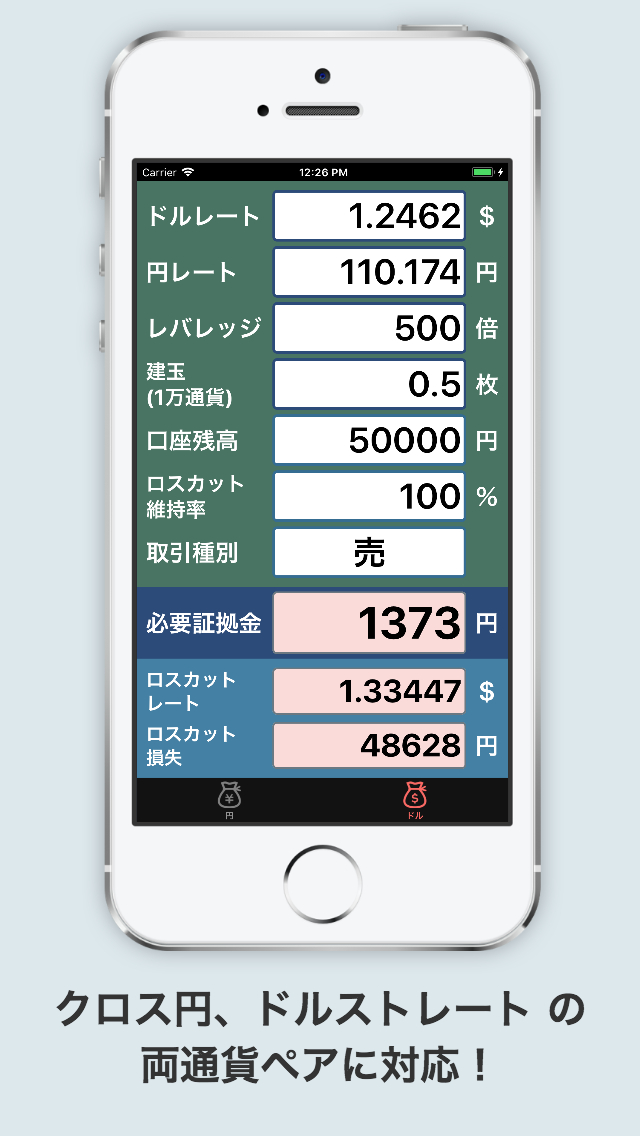 Carrier 12:26 PM
ドルレート 1.2462 $
円レート 110.174 円
レバレッジ 500 倍
建玉
(1万通貨) 0.5 枚
口座残高 50000 円
ロスカット
維持率 100 %
取引種別 売
必要証拠金 1373 円
ロスカット
レート 1.33447 $
ロスカット
損失 48628 円
¥ $
円 ドル
クロス円、ドルストレート の
両通貨ペアに対応！